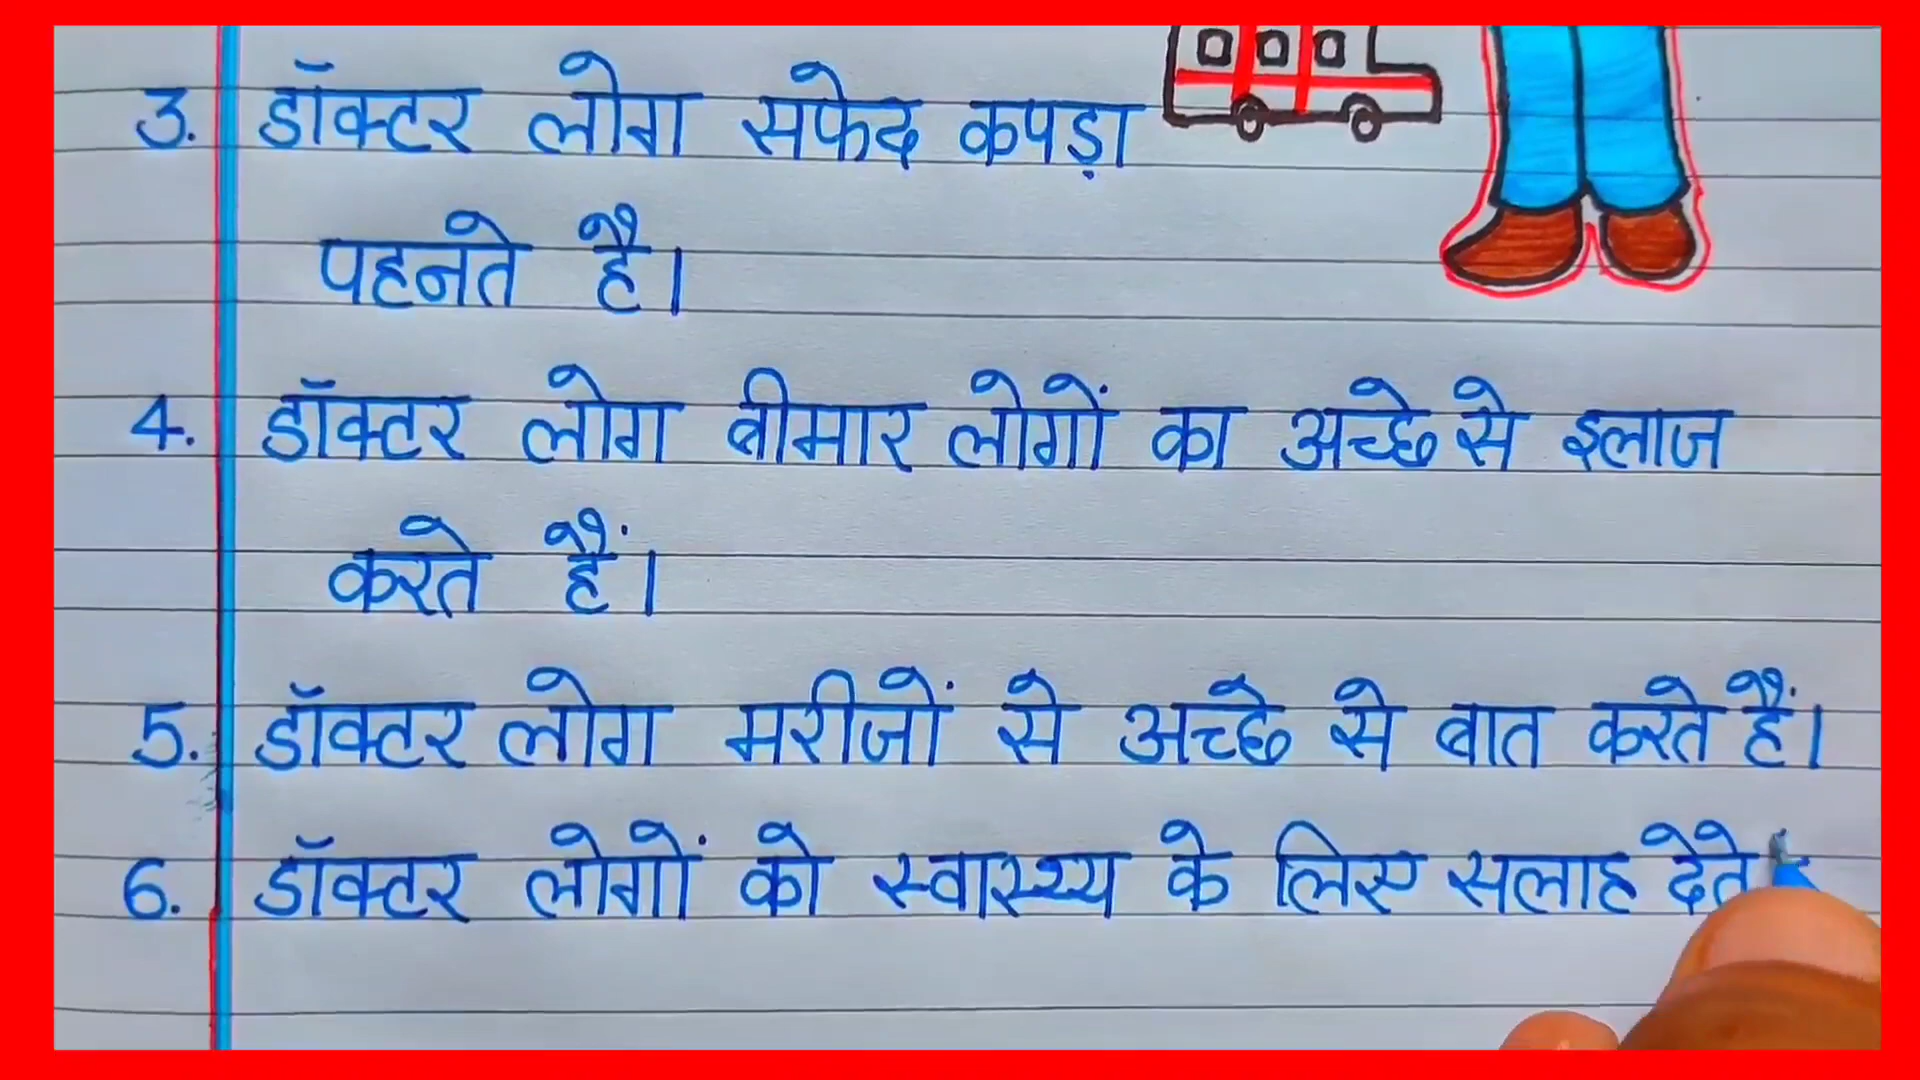 3. डॉक्टर लोग सफेद कपड़ा
पहनते है।
4. डॉक्टर लोग बीमार लोगों का अच्छे से इलाज
करते हैं।
5. डॉक्टर लोग मरीजों से अच्छे से बात करते हैं।
6. डॉक्टर लोगों को स्वास्थ्य के लिए सलाह देते